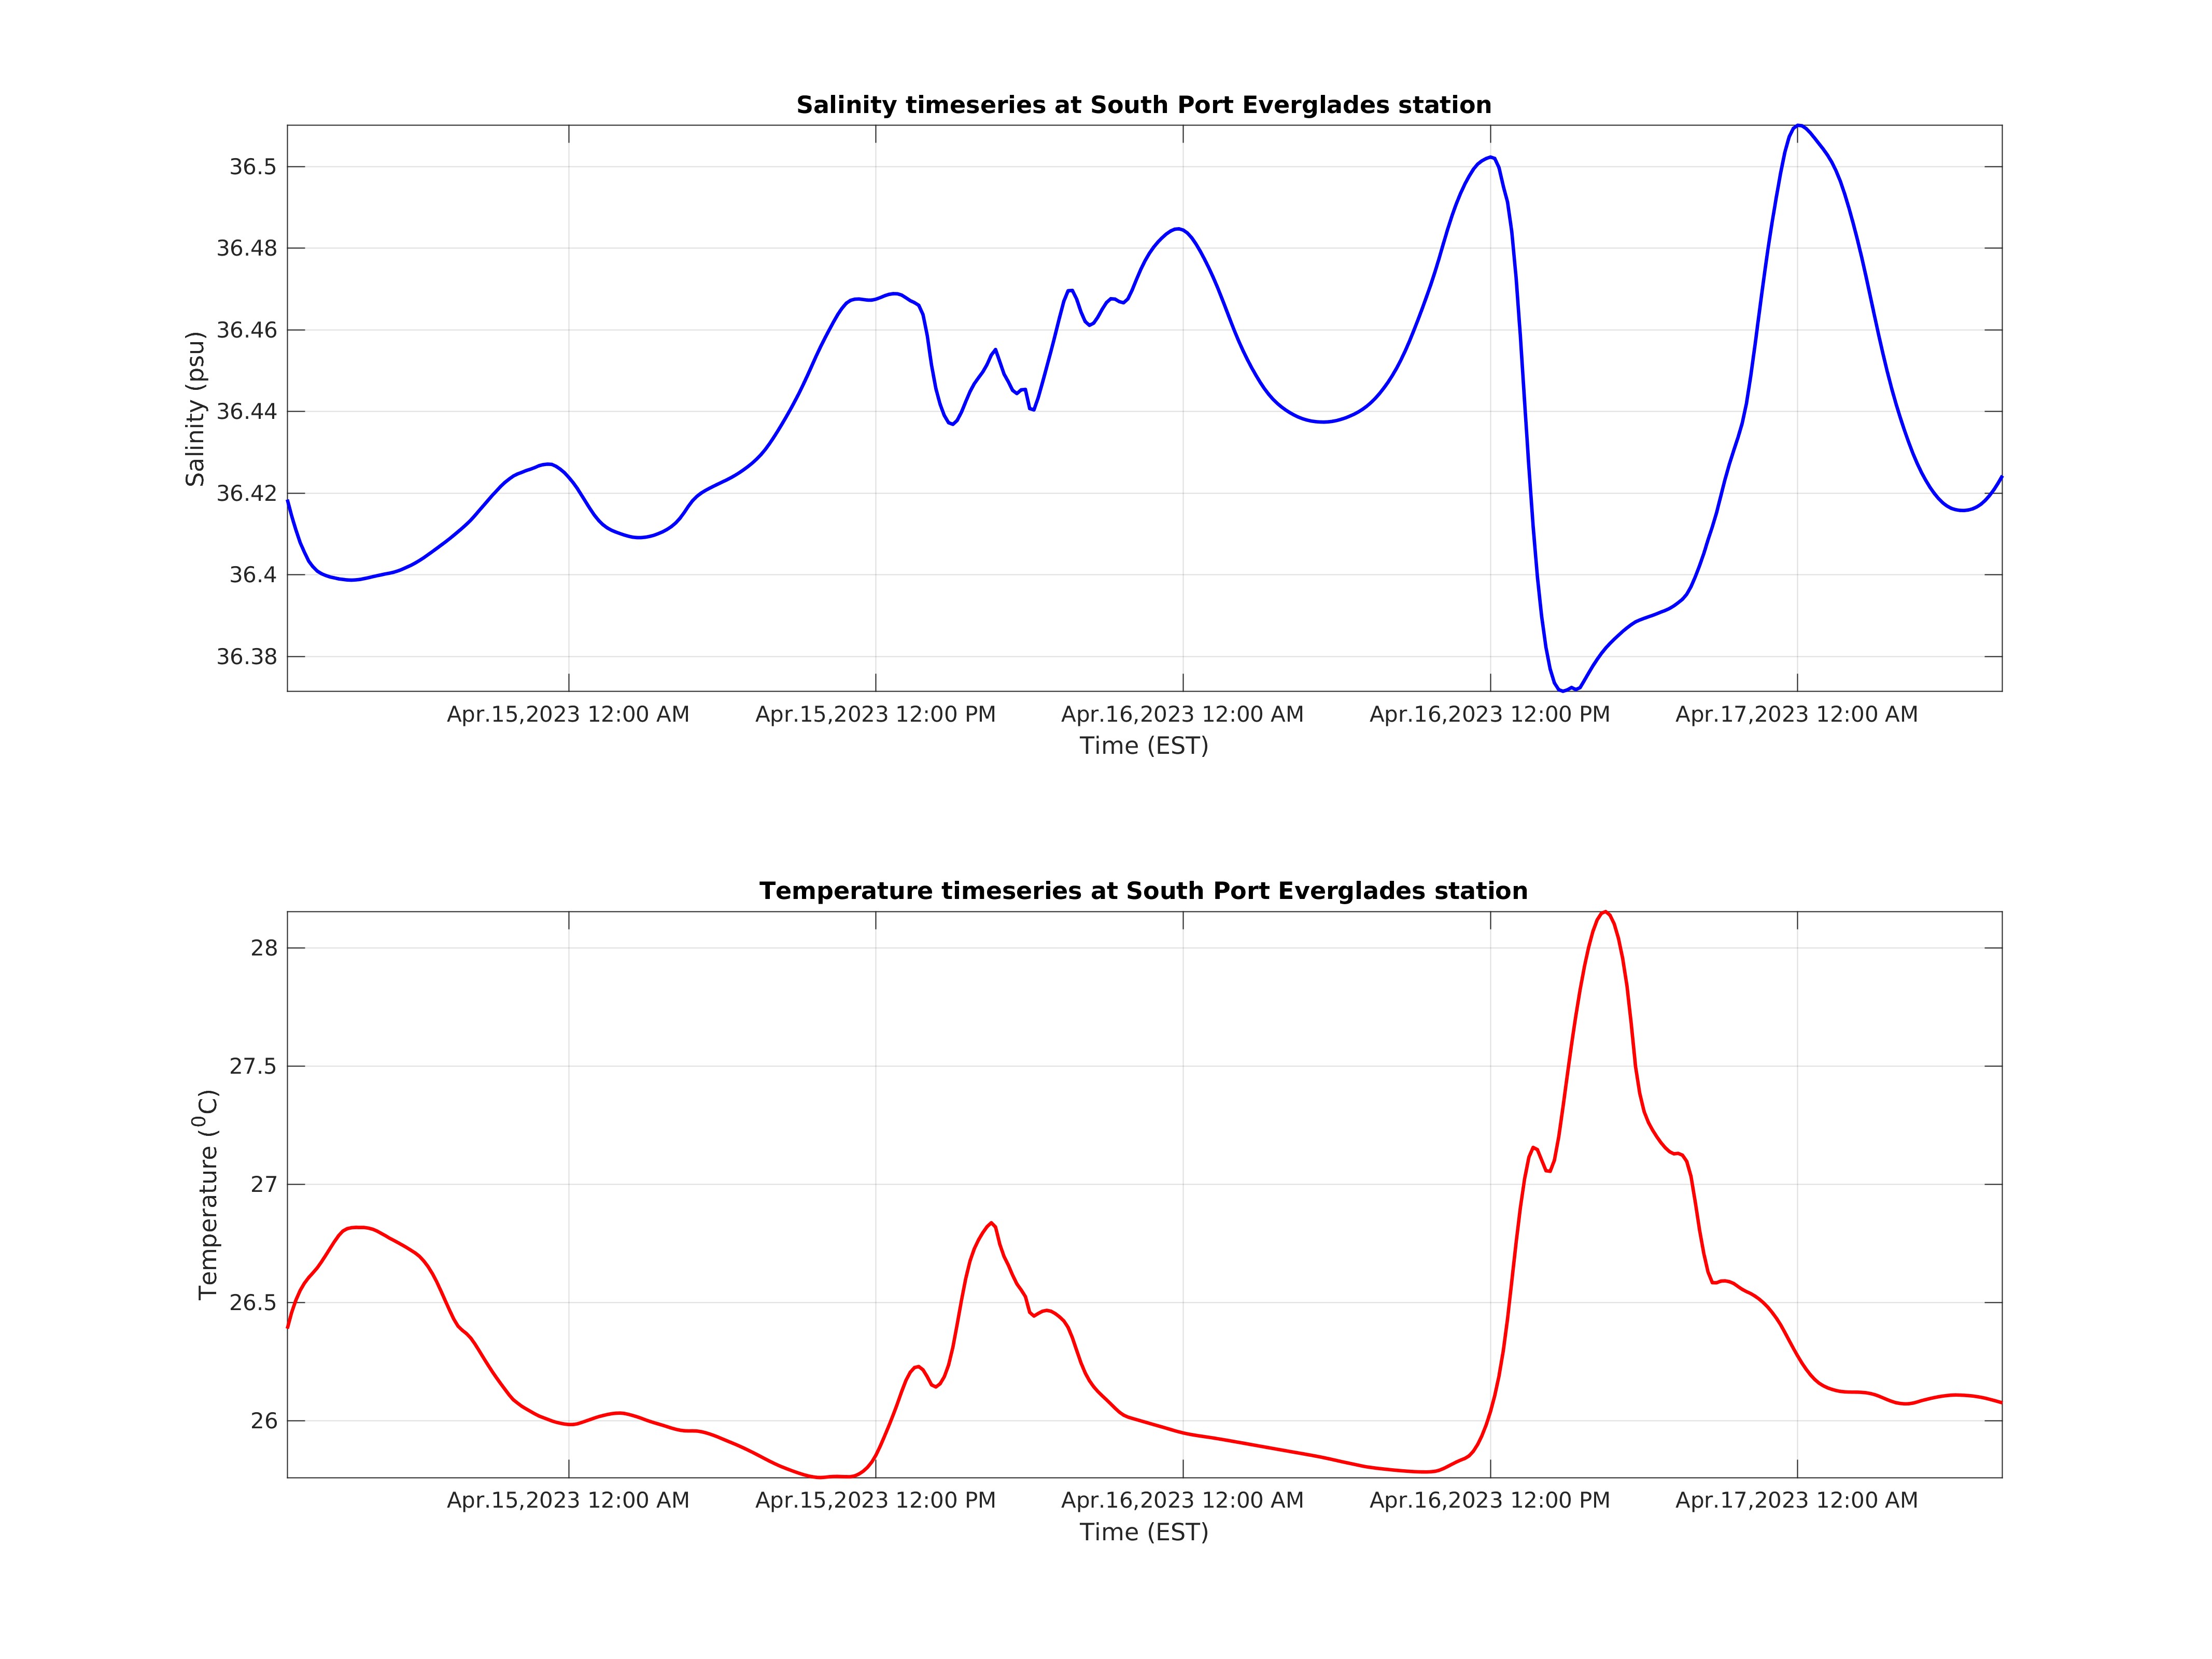 Salinity timeseries at South Port Everglades station
36.5
36.48
36.46
36.44
36.42
36.4
36.38
Salinity (psu)
Apr.15,2023 12:00 AM Apr.15,2023 12:00 PM Apr.16,2023 12:00 AM Apr.16,2023 12:00 PM Apr.17,2023 12:00 AM
Time (EST)
Temperature timeseries at South Port Everglades station
28
27.5
27
26.5
26
Temperature (⁰C)
Apr.15,2023 12:00 AM Apr.15,2023 12:00 PM Apr.16,2023 12:00 AM Apr.16,2023 12:00 PM Apr.17,2023 12:00 AM
Time (EST)